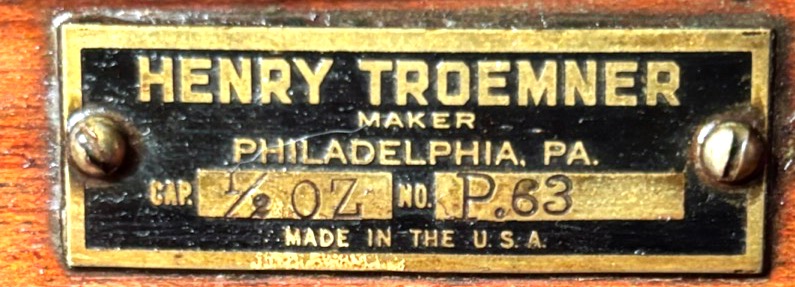 HENRY TROEMNER
MAKER
PHILADELPHIA, PA.
CAP. 1/2 OZ NO. P.63
MADE IN THE U.S.A.